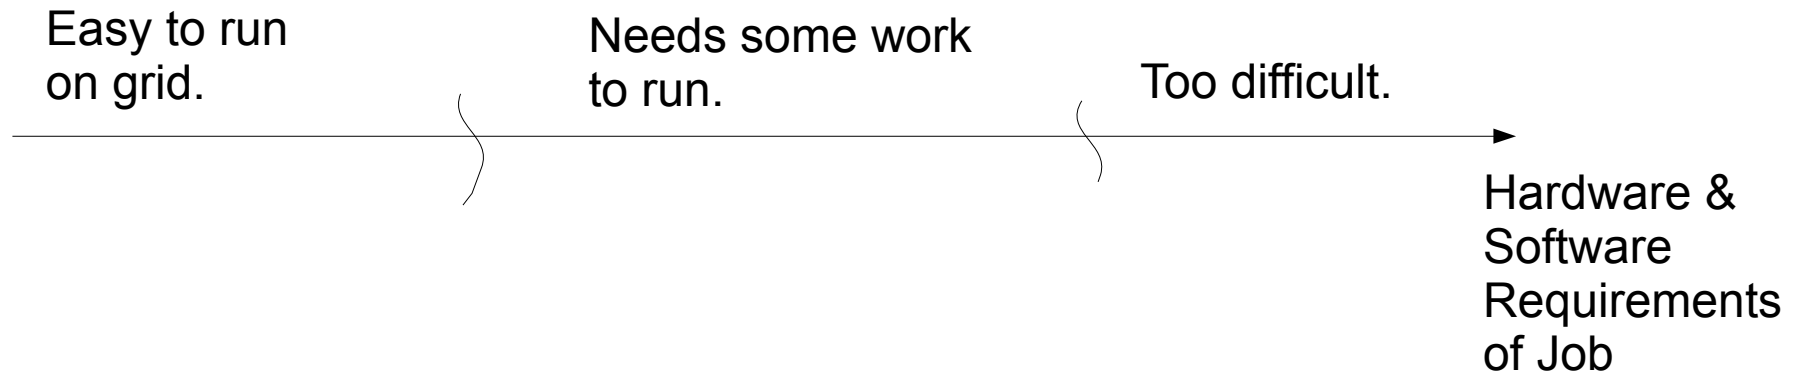 Easy to run
on grid.
Needs some work
to run.
Too difficult.
Hardware &
Software
Requirements
of Job